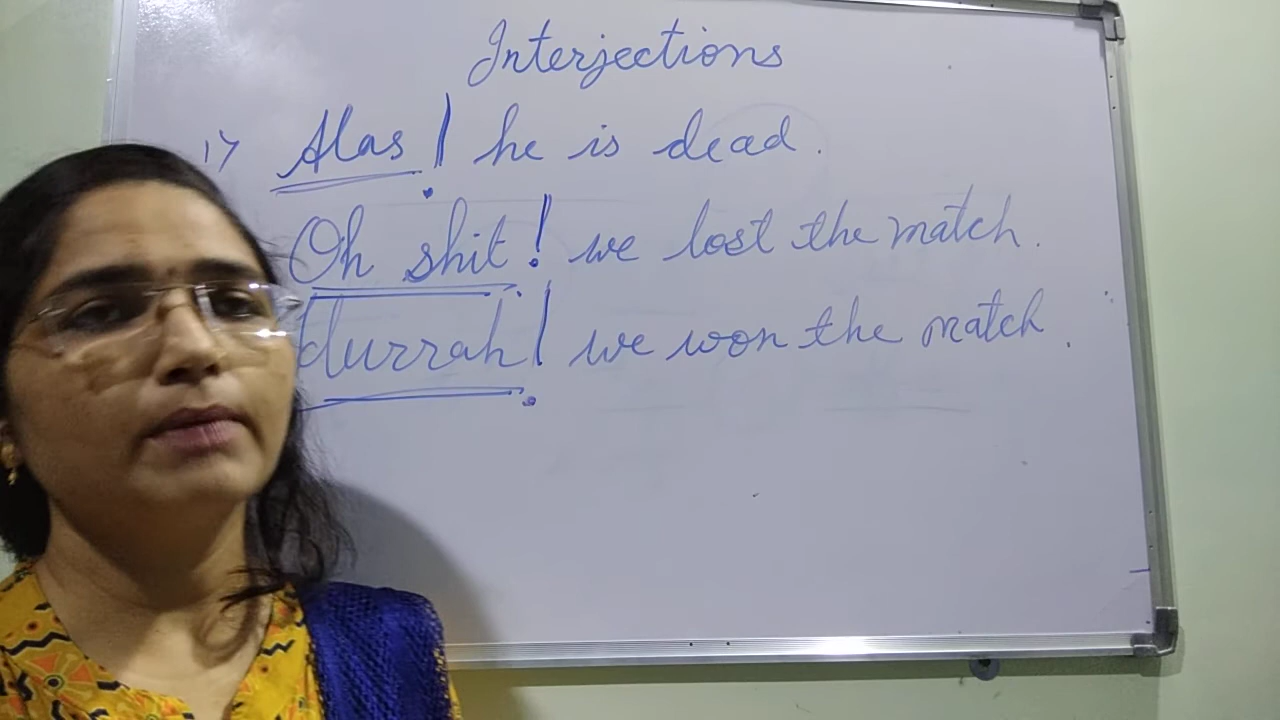 Interjections
1) Alas! he is dead.
Oh shit! we lost the match.
Hurrah! we won the match.